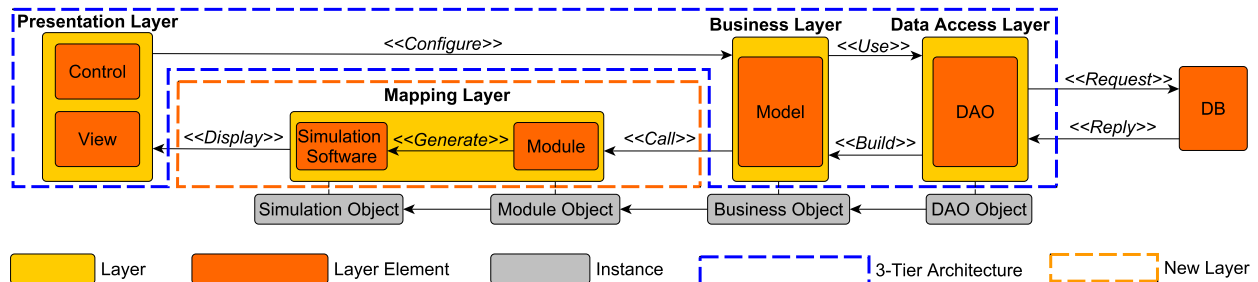 Presentation Layer
Business Layer
Data Access Layer
<<Configure>>
<<Use>>
Control
<<Request>>
Mapping Layer
Model
DAO
DB
View
<<Display>>
Simulation
Software
<<Generate>>
Module
<<Call>>
<<Build>>
<<Reply>>
Simulation Object
Module Object
Business Object
DAO Object
Layer
Layer Element
Instance
3-Tier Architecture
New Layer